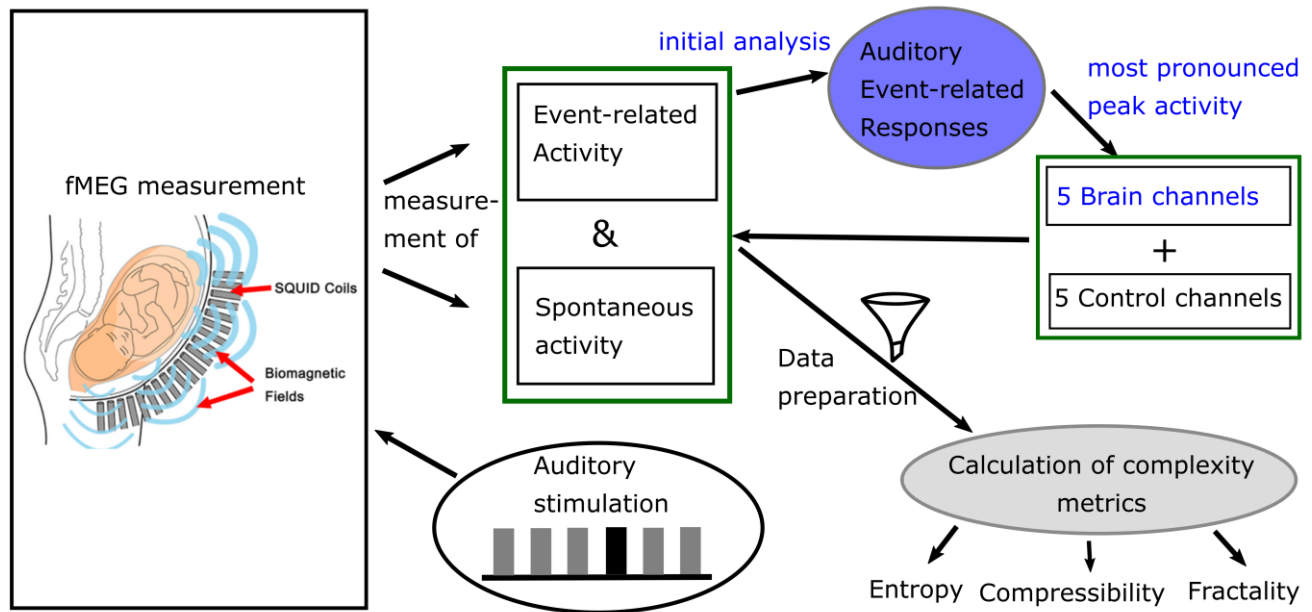 fMEG measurement
SQUID Coils
Biomagnetic
Fields
measure-
ment of
Event-related
Activity
&
Spontaneous
activity
Auditory
stimulation
initial analysis
Auditory
Event-related
Responses
most pronounced
peak activity
5 Brain channels
+
5 Control channels
Data
preparation
Calculation of complexity
metrics
Entropy
Compressibility
Fractality